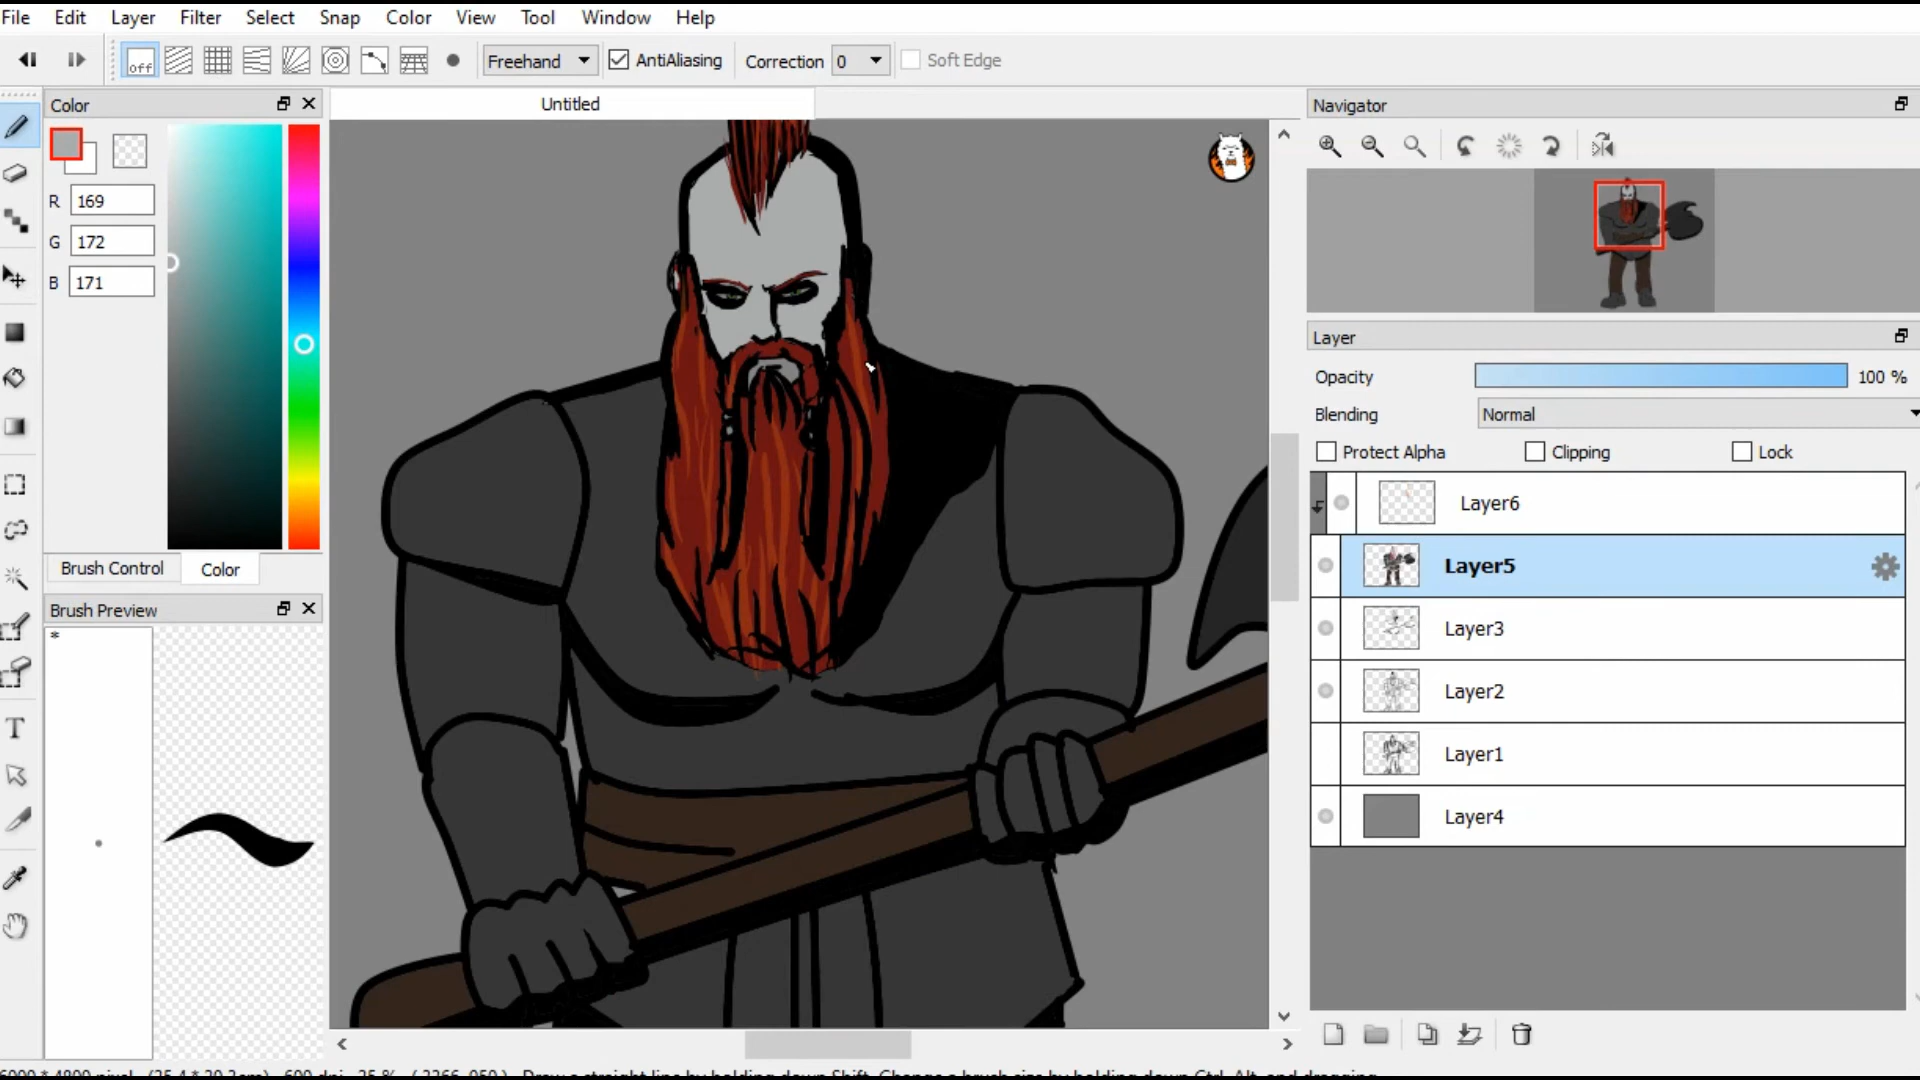 File Edit Layer Filter Select Snap Color View Tool Window Help
off Freehand AntiAliasing Correction 0 Soft Edge
Color
Untitled
Navigator
R 169
G 172
B 171
Layer
Opacity 100 %
Blending Normal
Protect Alpha Clipping Lock
Layer6
Layer5
Layer3
Layer2
Layer1
Layer4
Brush Control Color
Brush Preview
*
T